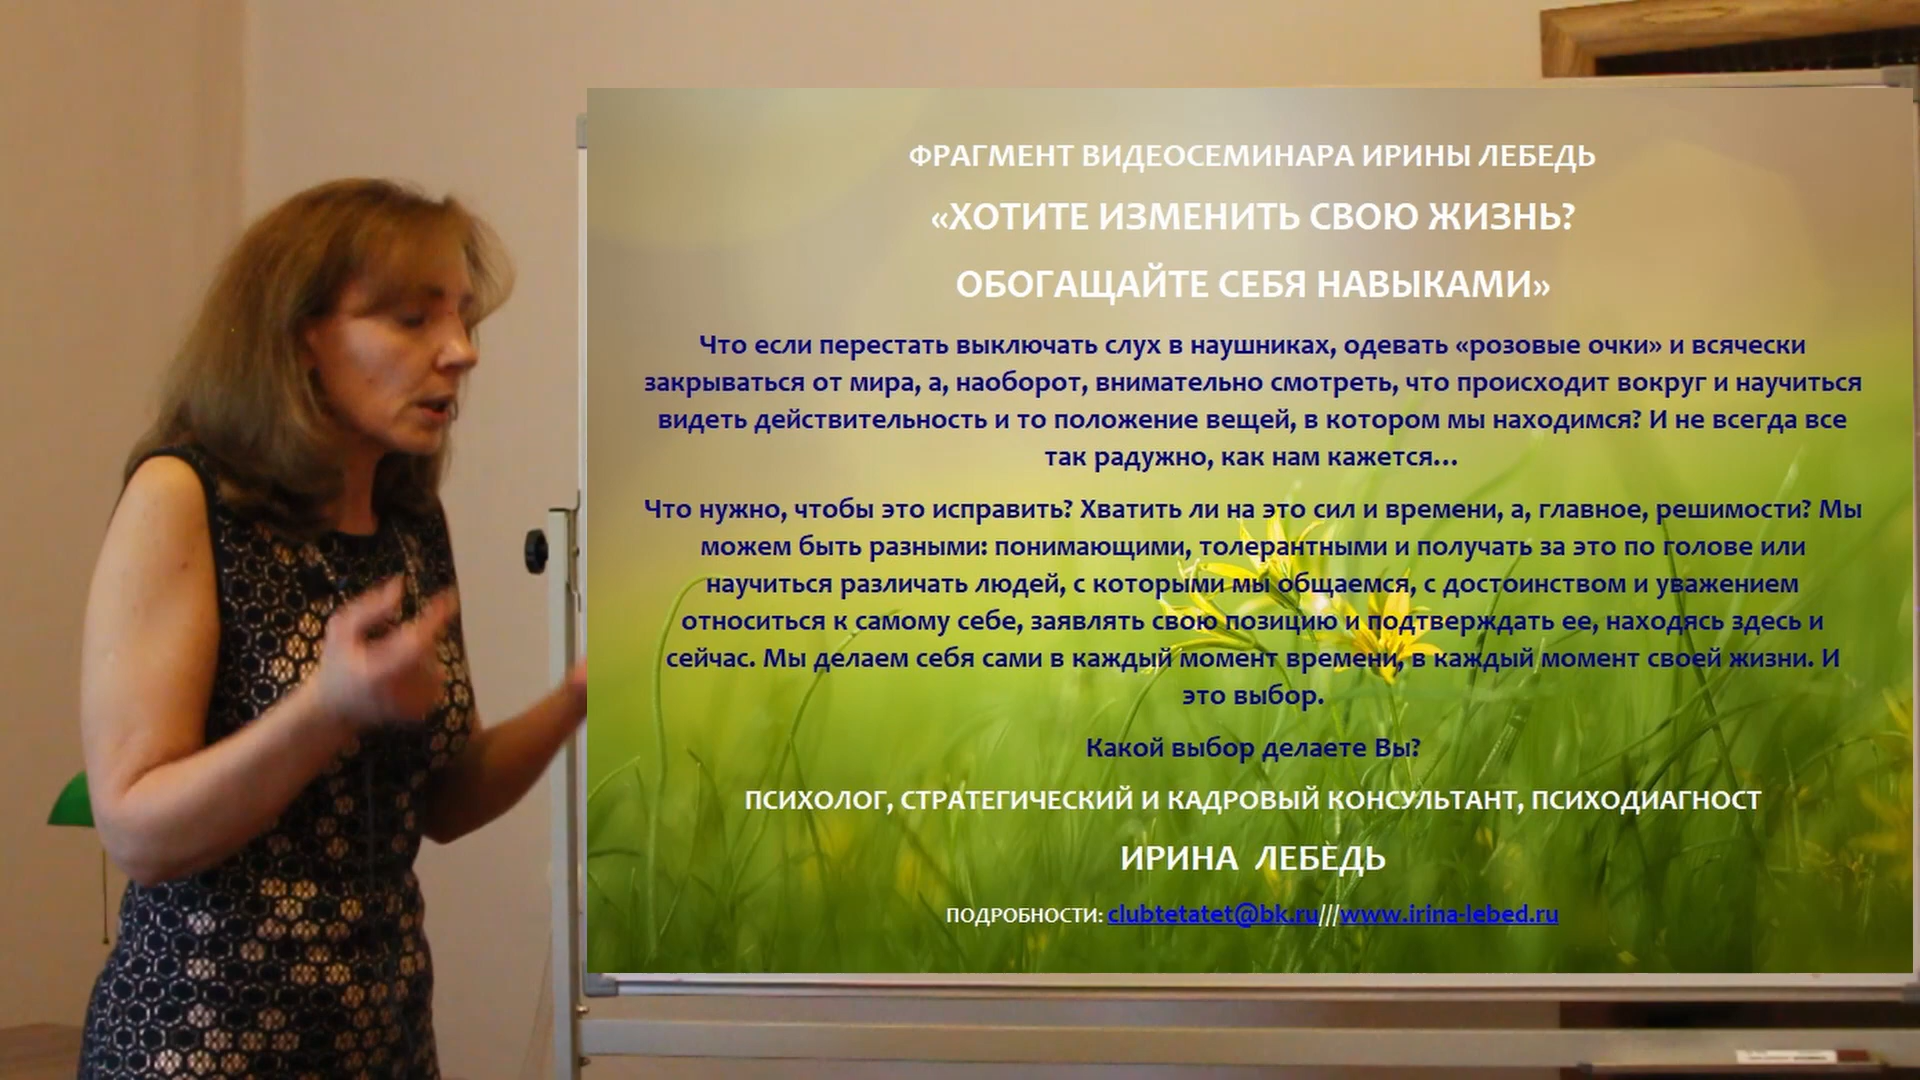 ФРАГМЕНТ ВИДЕОСЕМИНАРА ИРИНЫ ЛЕБЕДЬ
«ХОТИТЕ ИЗМЕНИТЬ СВОЮ ЖИЗНЬ?
ОБОГАЩАЙТЕ СЕБЯ НАВЫКАМИ»
Что если перестать выключать слух в наушниках, одевать «розовые очки» и всячески
закрываться от мира, а, наоборот, внимательно смотреть, что происходит вокруг и научиться
видеть действительность и то положение вещей, в котором мы находимся? И не всегда все
так радужно, как нам кажется...
Что нужно, чтобы это исправить? Хватить ли на это сил и времени, а, главное, решимости? Мы
можем быть разными: понимающими, толерантными и получать за это по голове или
научиться различать людей, с которыми мы общаемся, с достоинством и уважением
относиться к самому себе, заявлять свою позицию и подтверждать ее, находясь здесь и
сейчас. Мы делаем себя сами в каждый момент времени, в каждый момент своей жизни. И
это выбор.
Какой выбор делаете Вы?
ПСИХОЛОГ, СТРАТЕГИЧЕСКИЙ И КАДРОВЫЙ КОНСУЛЬТАНТ, ПСИХОДИАГНОСТ
ИРИНА ЛЕБЕДЬ
ПОДРОБНОСТИ: clubtetatet@bk.ru///www.irina-lebed.ru